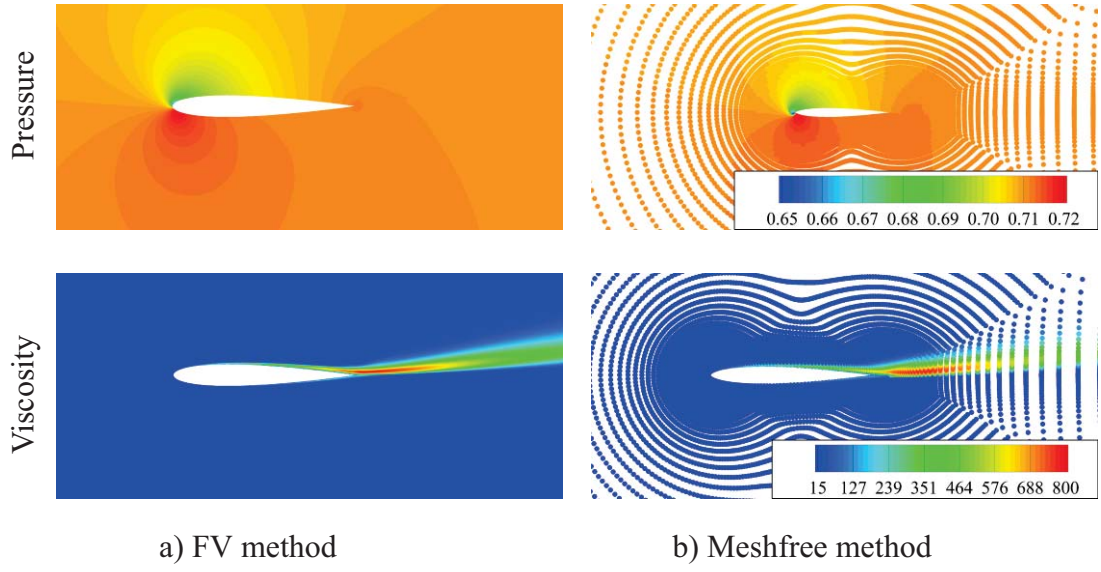 Pressure
0.65 0.66 0.67 0.68 0.69 0.70 0.71 0.72
Viscosity
15 127 239 351 464 576 688 800
a) FV method
b) Meshfree method